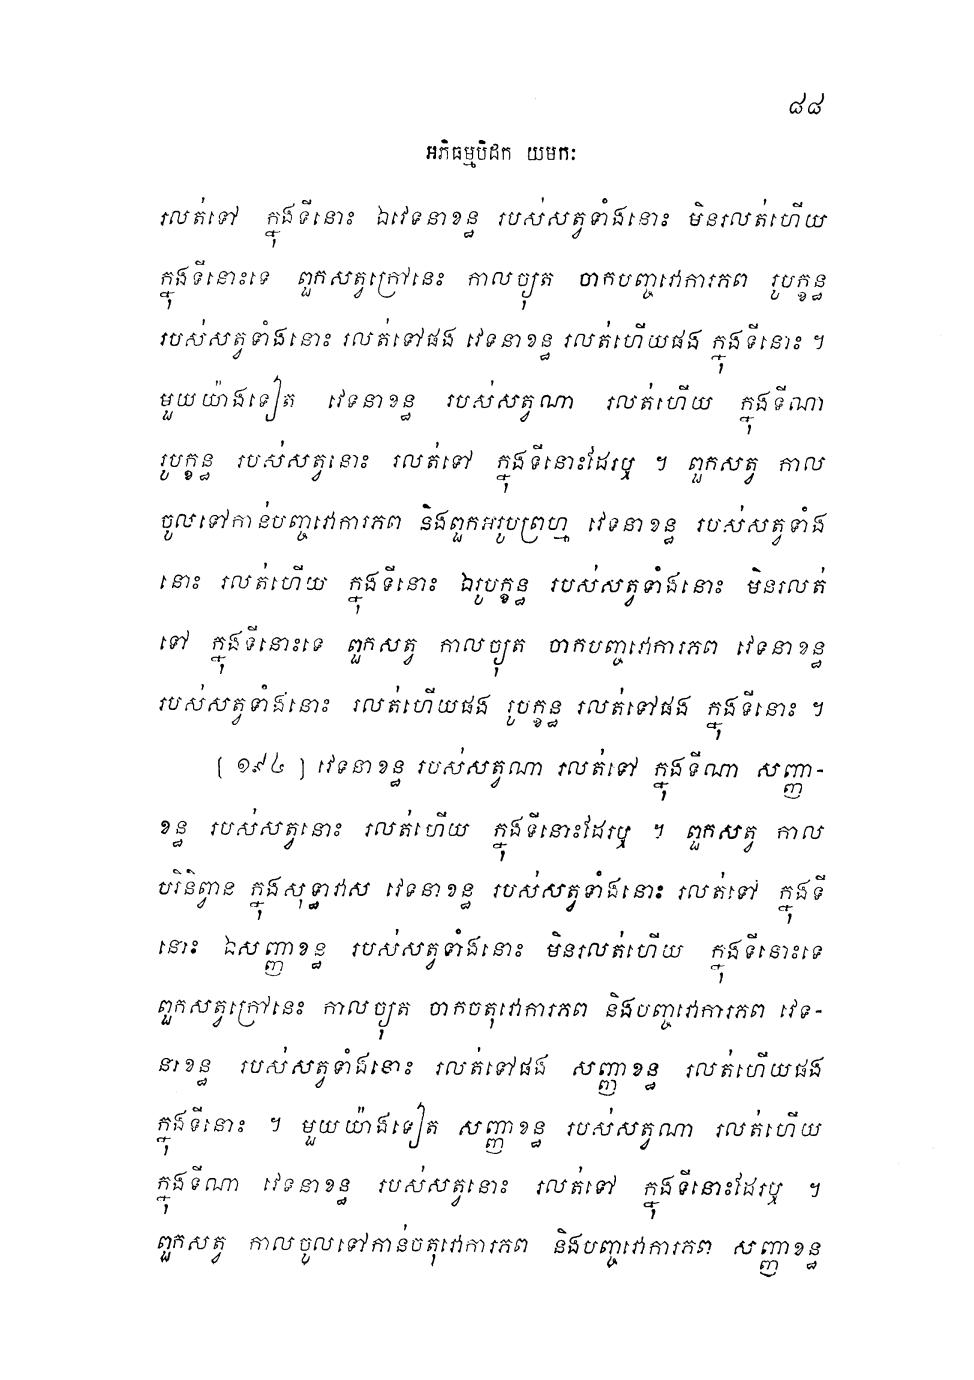 ៨៨
អភិធម្មបិដក យមកៈ
រលត់ទៅ ក្នុងទីនោះ ឯវេទនាខន្ធ របស់សត្វទាំងនោះ មិនរលត់ហើយ
ក្នុងទីនោះទេ ពួកសត្វក្រៅនេះ កាលច្យុត ចាកបញ្ចវោការភព រូបក្ខន្ធ
របស់សត្វទាំងនោះ រលត់ទៅផង វេទនាខន្ធ រលត់ហើយផង ក្នុងទីនោះ ។
មួយយ៉ាងទៀត វេទនាខន្ធ របស់សត្វណា រលត់ហើយ ក្នុងទីណា
រូបក្ខន្ធ របស់សត្វនោះ រលត់ទៅ ក្នុងទីនោះដែរឬ ។ ពួកសត្វ កាល
ចូលទៅកាន់បញ្ចវោការភព និងពួកអរូបព្រហ្ម វេទនាខន្ធ របស់សត្វទាំង
នោះ រលត់ហើយ ក្នុងទីនោះ ឯរូបក្ខន្ធ របស់សត្វទាំងនោះ មិនរលត់
ទៅ ក្នុងទីនោះទេ ពួកសត្វ កាលច្យុត ចាកបញ្ចវោការភព វេទនាខន្ធ
របស់សត្វទាំងនោះ រលត់ហើយផង រូបក្ខន្ធ រលត់ទៅផង ក្នុងទីនោះ ។
[ ១៩៤ ] វេទនាខន្ធ របស់សត្វណា រលត់ទៅ ក្នុងទីណា សញ្ញា-
ខន្ធ របស់សត្វនោះ រលត់ហើយ ក្នុងទីនោះដែរឬ ។ ពួកសត្វ កាល
បរិនិព្វាន ក្នុងសុទ្ធាវាស វេទនាខន្ធ របស់សត្វទាំងនោះ រលត់ទៅ ក្នុងទី
នោះ ឯសញ្ញាខន្ធ របស់សត្វទាំងនោះ មិនរលត់ហើយ ក្នុងទីនោះទេ
ពួកសត្វក្រៅនេះ កាលច្យុត ចាកចតុវោការភព និងបញ្ចវោការភព វេទ-
នាខន្ធ របស់សត្វទាំងនោះ រលត់ទៅផង សញ្ញាខន្ធ រលត់ហើយផង
ក្នុងទីនោះ ។ មួយយ៉ាងទៀត សញ្ញាខន្ធ របស់សត្វណា រលត់ហើយ
ក្នុងទីណា វេទនាខន្ធ របស់សត្វនោះ រលត់ទៅ ក្នុងទីនោះដែរឬ ។
ពួកសត្វ កាលចូលទៅកាន់ចតុវោការភព និងបញ្ចវោការភព សញ្ញាខន្ធ